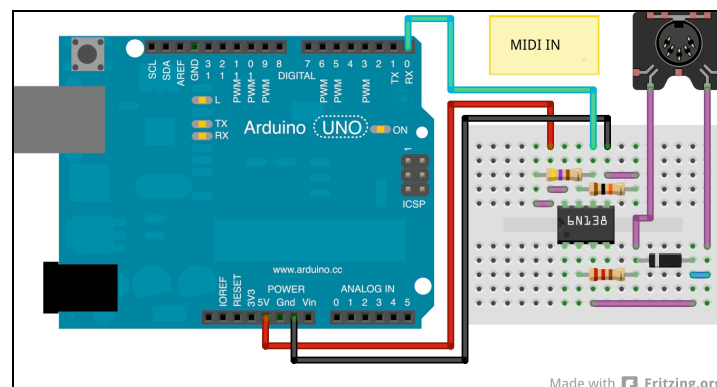 MIDI IN
SCL
SDA
AREF
GND
13
12
11
10
9
8
7
6
5
4
3
2
1
0
PWM
PWM
PWM
PWM
PWM
PWM
TX
RX
DIGITAL
L
TX
RX
Arduino UNO
ON
1
ICSP
6N138
www.arduino.cc
POWER
ANALOG IN
IOREF
RESET
3V3
5V
Gnd
Vin
0 1 2 3 4 5
Made with Fritzing.org